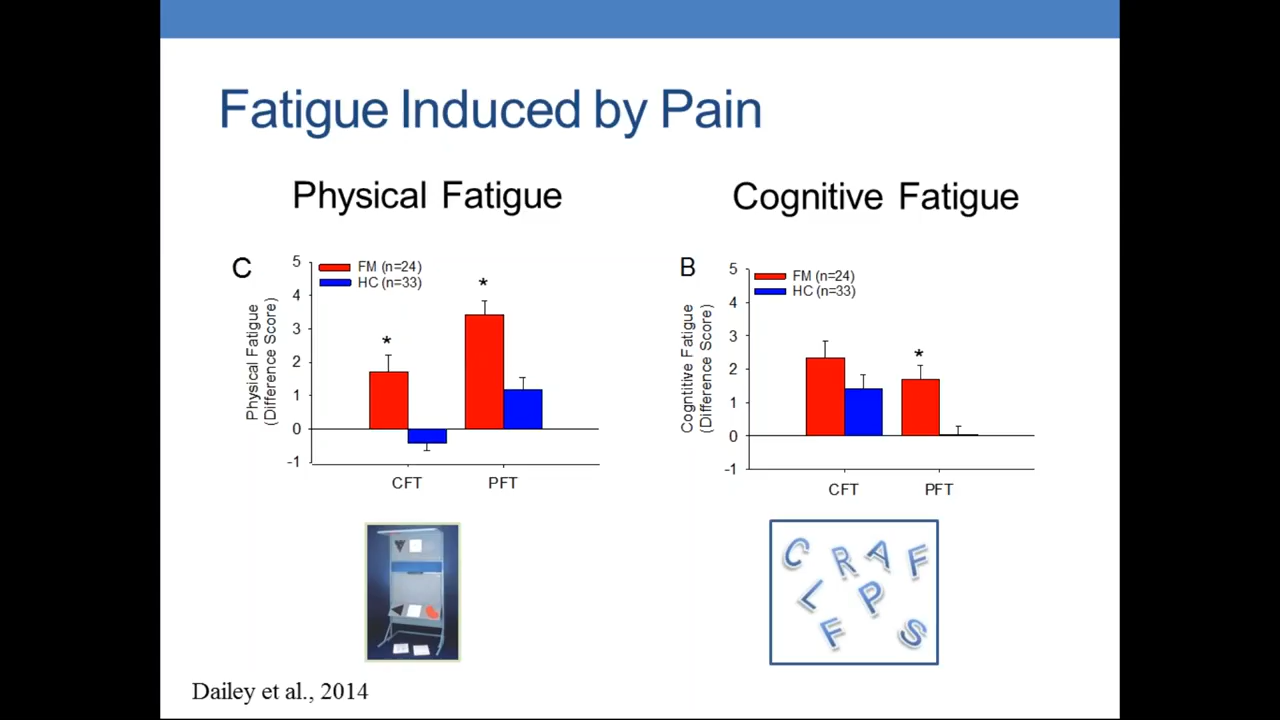 Fatigue Induced by Pain
Physical Fatigue
C
FM (n=24)
HC (n=33)
*
*
Physical Fatigue
(Difference Score)
5
4
3
2
1
0
-1
CFT PFT
Cognitive Fatigue
B
FM (n=24)
HC (n=33)
*
Cogntitive Fatigue
(Difference Score)
5
4
3
2
1
0
-1
CFT PFT
C R A F
L P
F S
Dailey et al., 2014